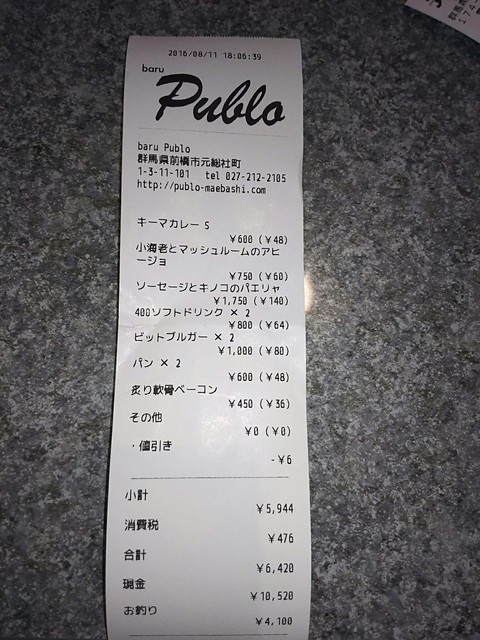 2016/08/11 18:06:39
baru
Publo
baru Publo
群馬県前橋市元総社町
1-3-11-101 tel 027-212-2105
http://publo-maebashi.com
キーマカレー S
¥600 (¥48)
小海老とマッシュルームのアヒ
ージョ
¥750 (¥60)
ソーセージとキノコのパエリャ
¥1,750 (¥140)
400ソフトドリンク × 2
¥800 (¥64)
ビットブルガー × 2
¥1,000 (¥80)
パン × 2
¥600 (¥48)
炙り軟骨ベーコン
¥450 (¥36)
その他
¥0 (¥0)
・値引き
-¥6
小計
¥5,944
消費税
¥476
合計
¥6,420
現金
¥10,520
お釣り
¥4,100